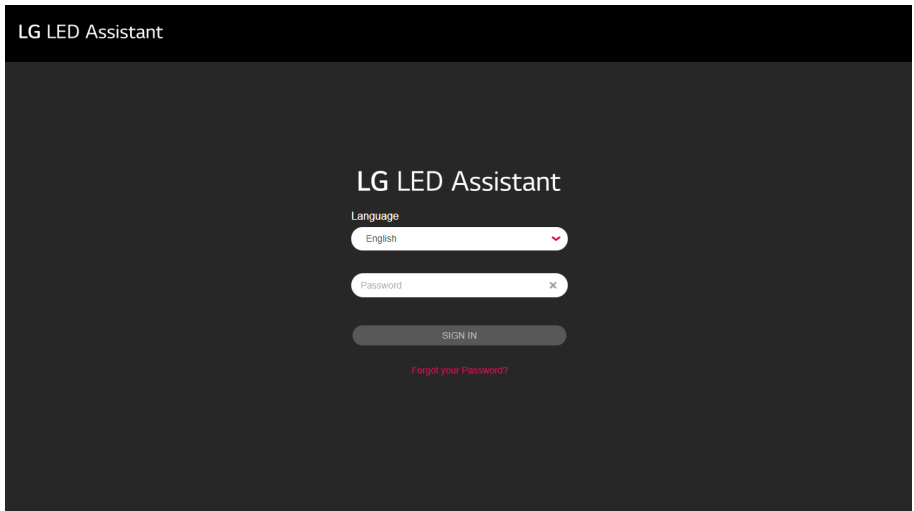 LG LED Assistant
LG LED Assistant
Language
English
Password
SIGN IN
Forgot your Password?